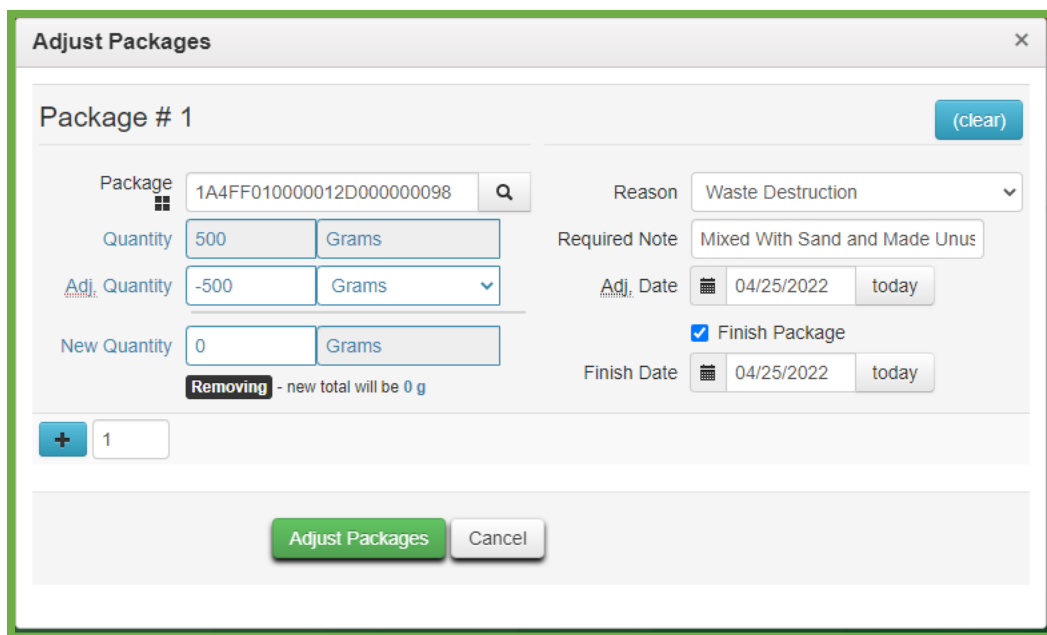 Adjust Packages ×
Package # 1 (clear)
Package 1A4FF010000012D000000098
Quantity 500 Grams
Adj. Quantity -500 Grams
New Quantity 0 Grams
Removing - new total will be 0 g
Reason Waste Destruction
Required Note Mixed With Sand and Made Unus
Adj. Date 04/25/2022 today
Finish Package
Finish Date 04/25/2022 today
+ 1
Adjust Packages Cancel